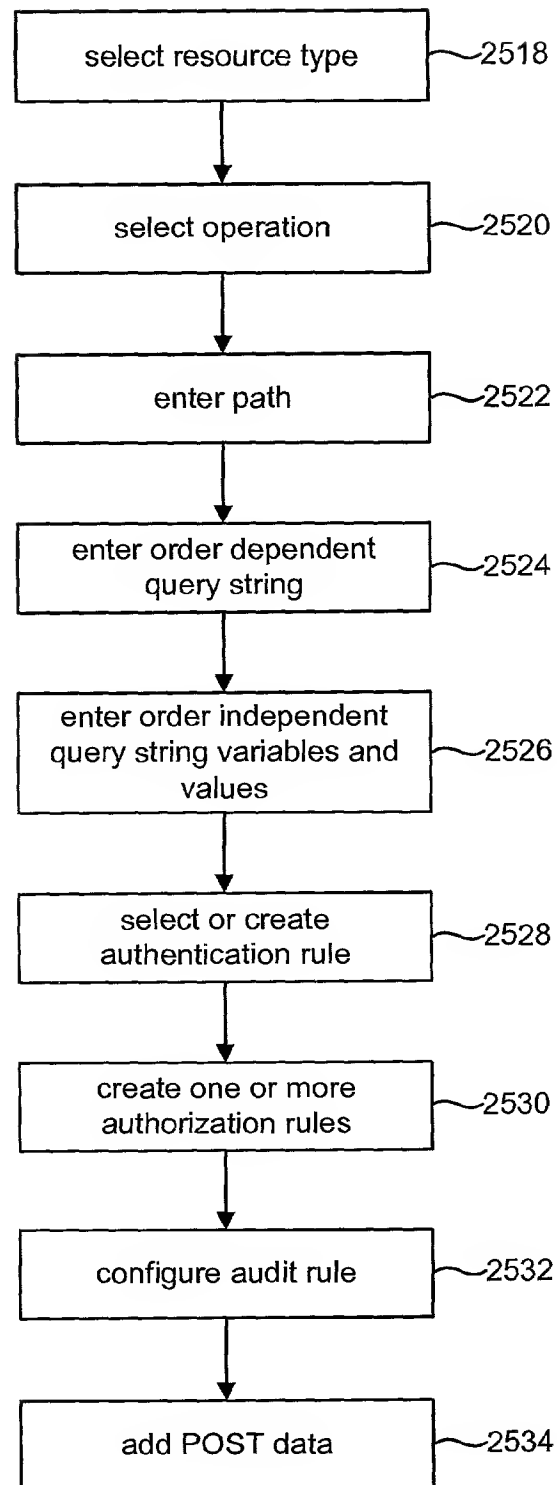 select resource type
2518
select operation
2520
enter path
2522
enter order dependent
query string
2524
enter order independent
query string variables and
values
2526
select or create
authentication rule
2528
create one or more
authorization rules
2530
configure audit rule
2532
add POST data
2534